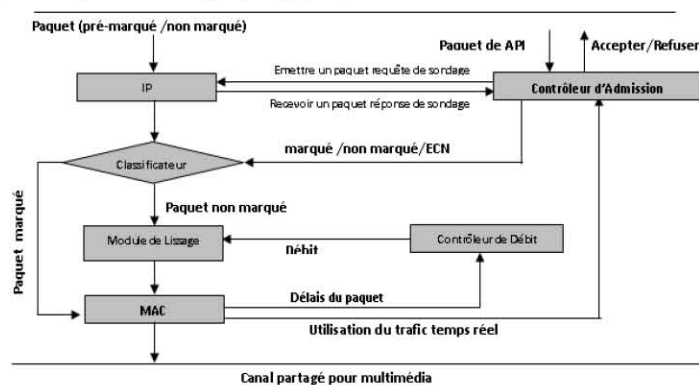 Paquet (pré-marqué /non marqué)
Paquet de API
Accepter/Refuser
Emettre un paquet requête de sondage
IP
Contrôleur d'Admission
Recevoir un paquet réponse de sondage
marqué /non marqué/ECN
Classificateur
Paquet marqué
Paquet non marqué
Module de Lissage
Contrôleur de Débit
Débit
Délais du paquet
MAC
Utilisation du trafic temps réel
Canal partagé pour multimédia